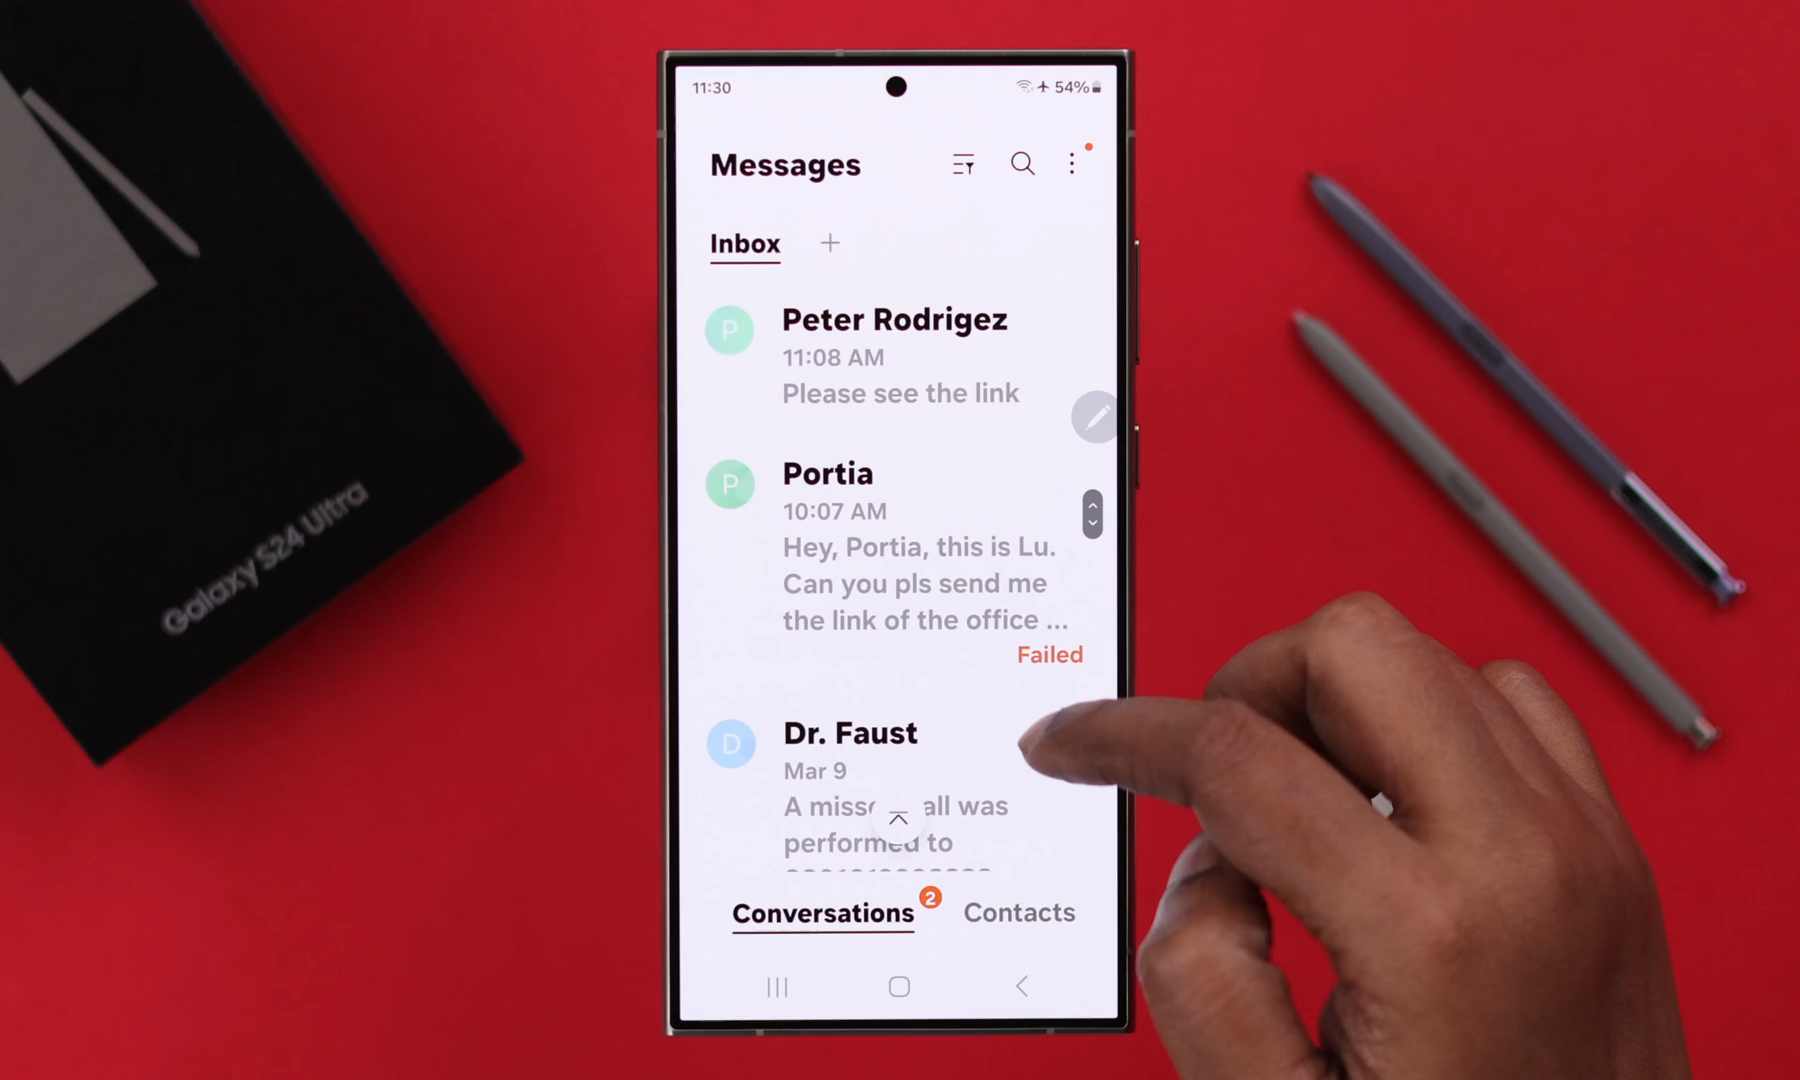 Galaxy S24 Ultra
11:30
54%
Messages
Inbox
P
Peter Rodrigez
11:08 AM
Please see the link
P
Portia
10:07 AM
Hey, Portia, this is Lu.
Can you pls send me
the link of the office ...
Failed
D
Dr. Faust
Mar 9
A all was
performed to
Conversations
2
Contacts